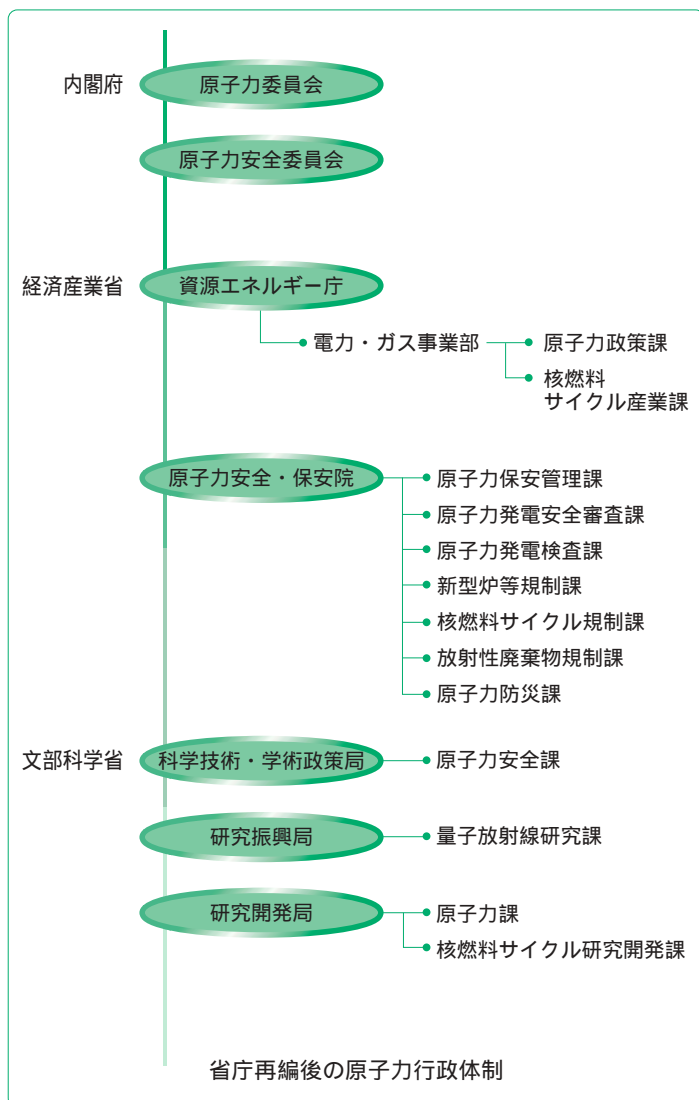 内閣府
原子力委員会
原子力安全委員会
経済産業省
資源エネルギー庁
電力・ガス事業部
原子力政策課
核燃料
サイクル産業課
原子力安全・保安院
原子力保安管理課
原子力発電安全審査課
原子力発電検査課
新型炉等規制課
核燃料サイクル規制課
放射性廃棄物規制課
原子力防災課
文部科学省
科学技術・学術政策局
原子力安全課
研究振興局
量子放射線研究課
研究開発局
原子力課
核燃料サイクル研究開発課
省庁再編後の原子力行政体制